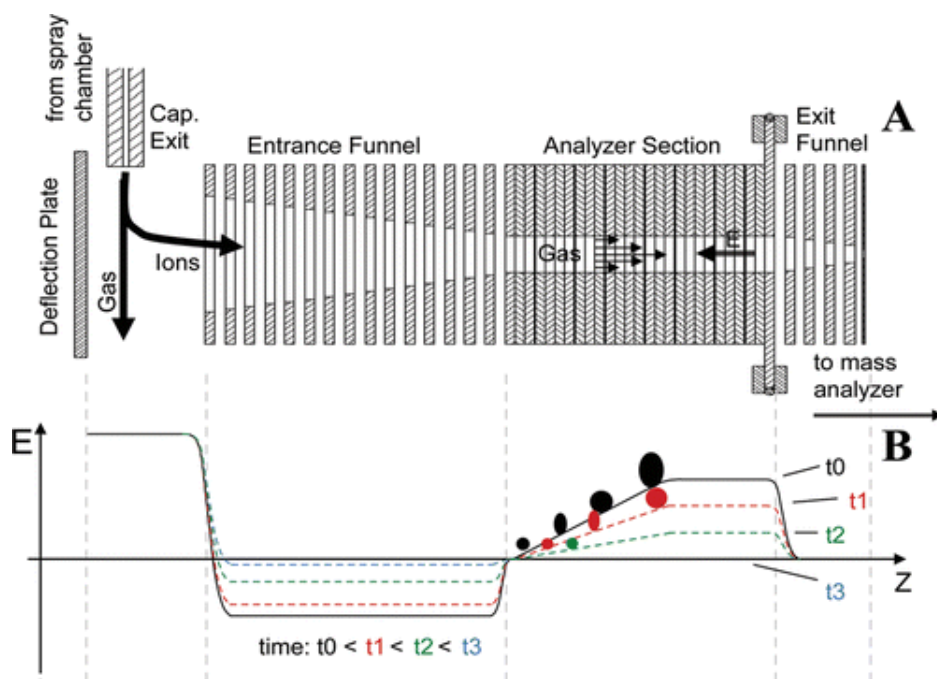 from spray
chamber
Cap.
Exit
Entrance Funnel
Analyzer Section
Exit
Funnel
A
Deflection Plate
Gas
Ions
Gas
E
to mass
analyzer
B
E
t0
t1
t2
t3
Z
time: t0 < t1 < t2 < t3